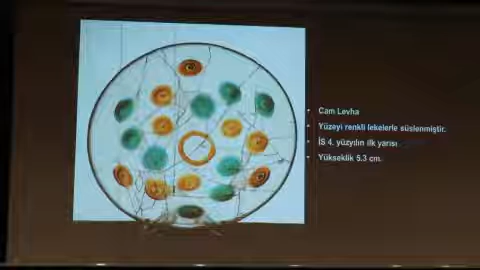 Cam Levha
Yüzeyi renkli lekelerle süslenmiştir.
İS 4. yüzyılın ilk yarısı
Yükseklik 5.3 cm.